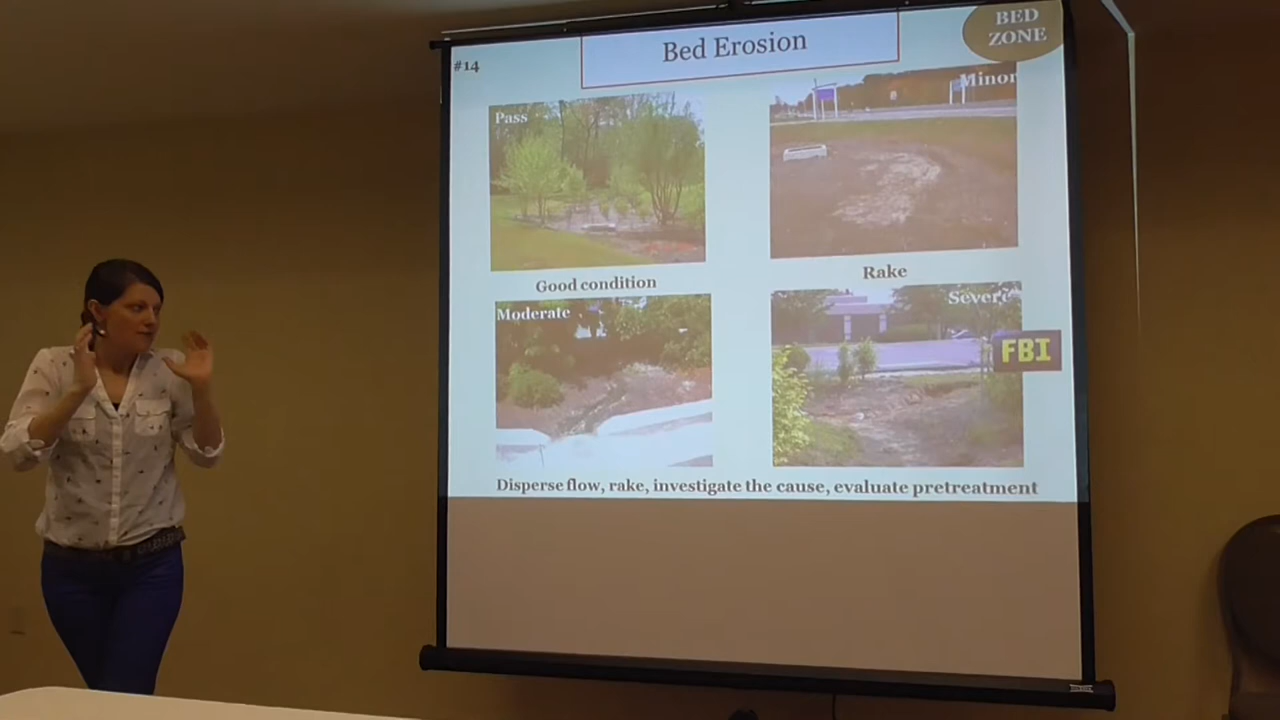 #14
Bed Erosion
BED
ZONE
Pass
Minor
Good condition
Rake
Moderate
Severe
FBI
Disperse flow, rake, investigate the cause, evaluate pretreatment